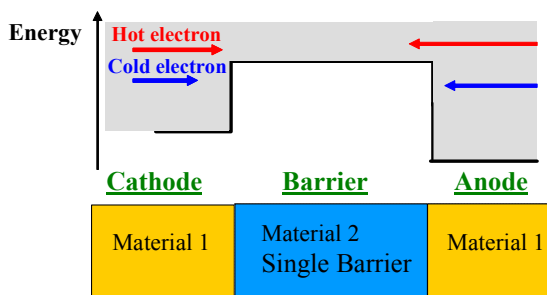 Energy
Hot electron
Cold electron
Cathode Barrier Anode
Material 1 Material 2 Single Barrier Material 1